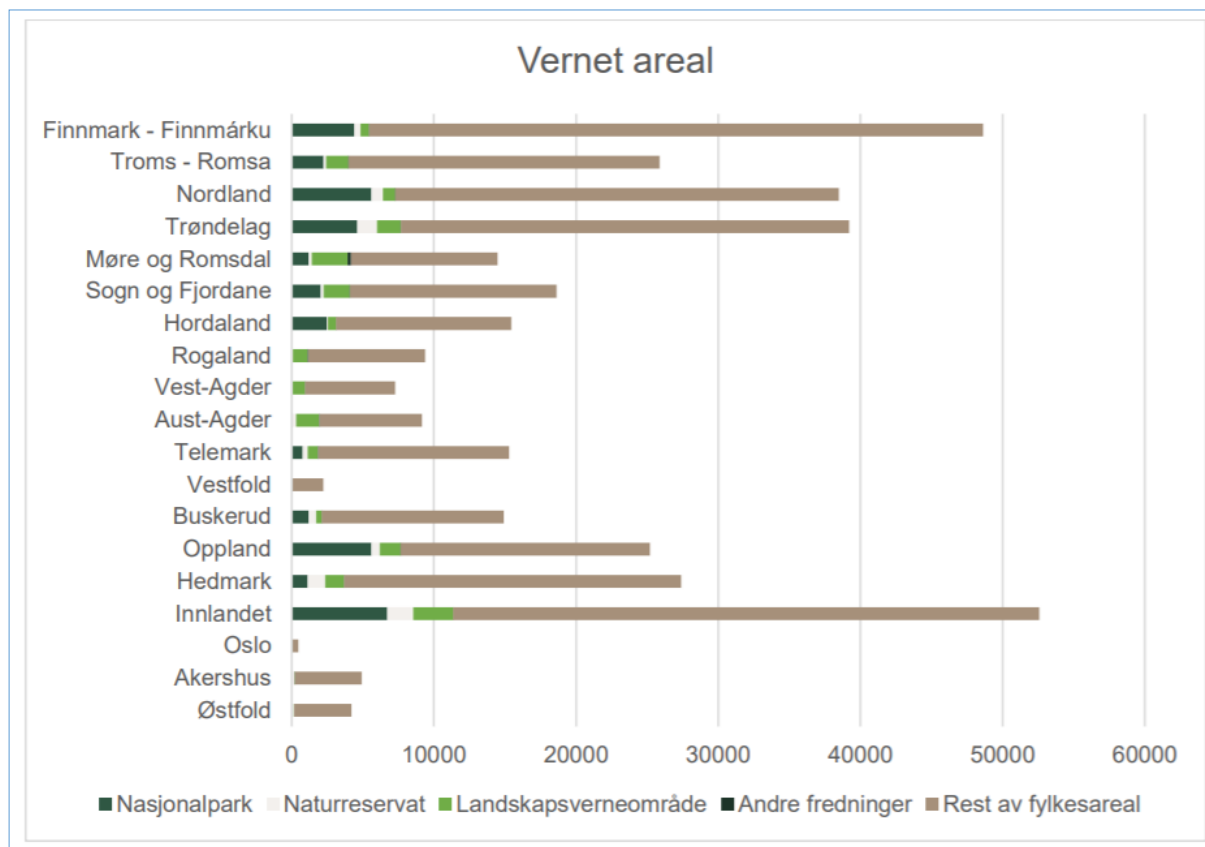 Vernet areal
Finnmark - Finnmárku
Troms - Romsa
Nordland
Trøndelag
Møre og Romsdal
Sogn og Fjordane
Hordaland
Rogaland
Vest-Agder
Aust-Agder
Telemark
Vestfold
Buskerud
Oppland
Hedmark
Innlandet
Oslo
Akershus
Østfold
0 10000 20000 30000 40000 50000 60000
Nasjonalpark Naturreservat Landskapsverneområde Andre fredninger Rest av fylkesareal